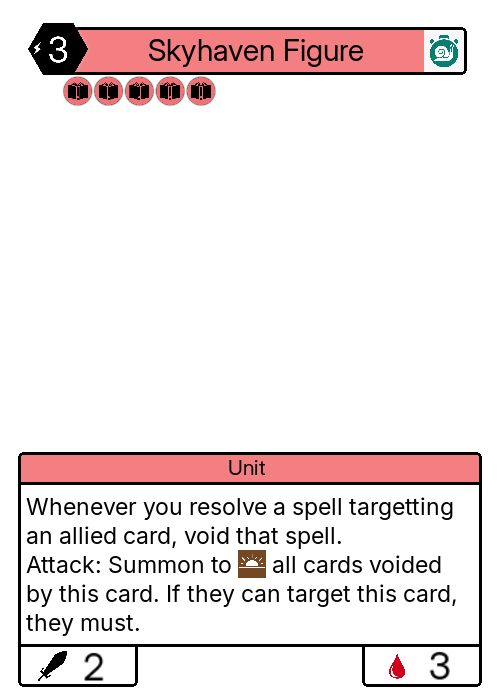 3
Skyhaven Figure
Unit
Whenever you resolve a spell targetting
an allied card, void that spell.
Attack: Summon to all cards voided
by this card. If they can target this card,
they must.
2
3